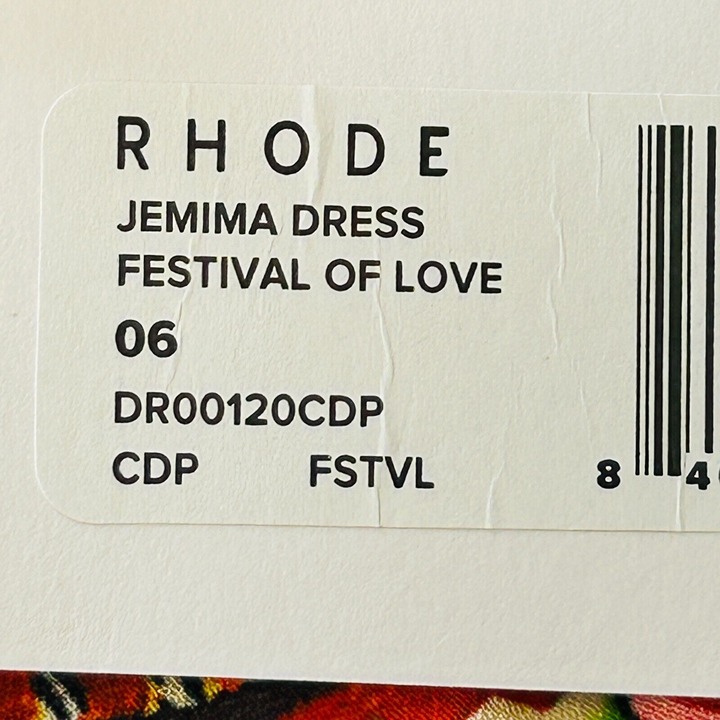 RHODE
JEMIMA DRESS
FESTIVAL OF LOVE
06
DR00120CDP
CDP FSTVL
8 4